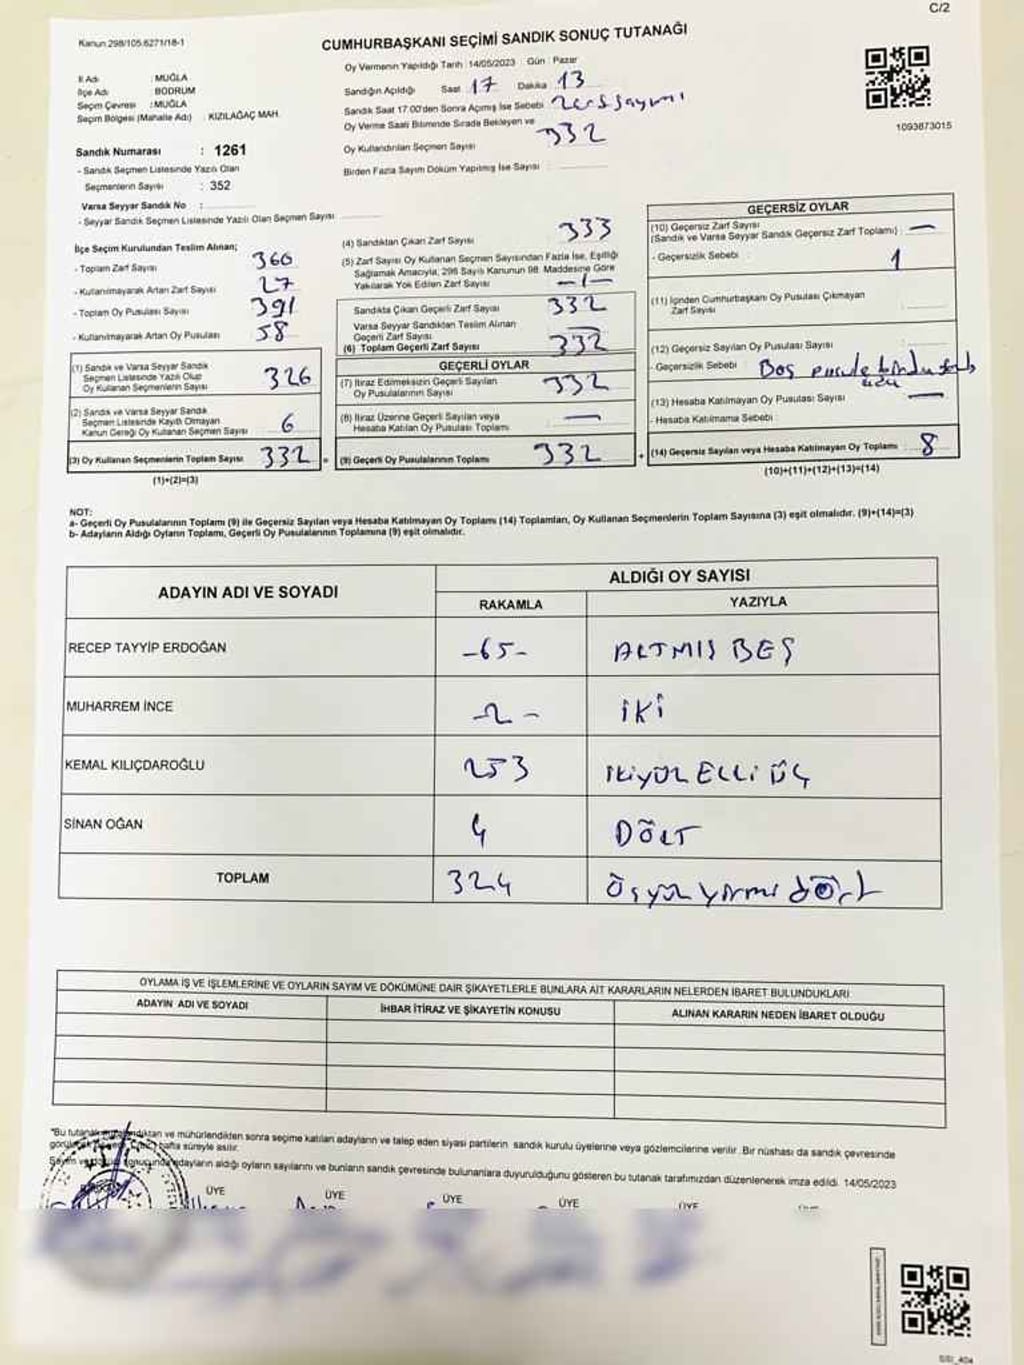 C/2
Kanun:298/105.6271/18-1
CUMHURBAŞKANI SEÇİMİ SANDIK SONUÇ TUTANAĞI
İl Adı : MUĞLA
İlçe Adı : BODRUM
Seçim Çevresi : MUĞLA
Seçim Bölgesi (Mahalle Adı) : KIZILAĞAÇ MAH.
Oy Vermenin Yapıldığı Tarih : 14/05/2023 Gün : Pazar
Sandığın Açıldığı Saat 17 Dakika 13
Sandık Saat 17.00'den Sonra Açılmış İse Sebebi
Oy Verme Saati Bitiminde Sırada Bekleyen ve
Oy Kullandırılan Seçmen Sayısı 332
Birden Fazla Sayım Döküm Yapılmış İse Sayısı :
1093873015
Sandık Numarası : 1261
- Sandık Seçmen Listesinde Yazılı Olan
Seçmenlerin Sayısı : 352
Varsa Seyyar Sandık No :
- Seyyar Sandık Seçmen Listesinde Yazılı Olan Seçmen Sayısı
İlçe Seçim Kurulundan Teslim Alınan;
- Toplam Zarf Sayısı 360
- Kullanılmayarak Artan Zarf Sayısı 27
- Toplam Oy Pusulası Sayısı 391
- Kullanılmayarak Artan Oy Pusulası 58
(1) Sandık ve Varsa Seyyar Sandık
Seçmen Listesinde Yazılı Olup
Oy Kullanan Seçmenlerin Sayısı 326
(2) Sandık ve Varsa Seyyar Sandık
Seçmen Listesinde Kayıtlı Olmayan
Kanun Gereği Oy Kullanan Seçmen Sayısı 6
(3) Oy Kullanan Seçmenlerin Toplam Sayısı 332 =
(1)+(2)=(3)
(4) Sandıktan Çıkan Zarf Sayısı 333
(5) Zarf Sayısı Oy Kullanan Seçmen Sayısından Fazla İse, Eşitliği
Sağlamak Amacıyla, 298 Sayılı Kanunun 98. Maddesine Göre
Yakılarak Yok Edilen Zarf Sayısı -1-
Sandıkta Çıkan Geçerli Zarf Sayısı 332
Varsa Seyyar Sandıktan Teslim Alınan
Geçerli Zarf Sayısı —
(6) Toplam Geçerli Zarf Sayısı 332
GEÇERLİ OYLAR
(7) İtiraz Edilmeksizin Geçerli Sayılan
Oy Pusulalarının Sayısı 332
(8) İtiraz Üzerine Geçerli Sayılan veya
Hesaba Katılan Oy Pusulası Toplamı —
(9) Geçerli Oy Pusulalarının Toplamı 332 +
GEÇERSİZ OYLAR
(10) Geçersiz Zarf Sayısı
(Sandık ve Varsa Seyyar Sandık Geçersiz Zarf Toplamı) : —
- Geçersizlik Sebebi : 1
(11) İçinden Cumhurbaşkanı Oy Pusulası Çıkmayan
Zarf Sayısı :
(12) Geçersiz Sayılan Oy Pusulası Sayısı :
- Geçersizlik Sebebi : Boş
(13) Hesaba Katılmayan Oy Pusulası Sayısı : —
- Hesaba Katılmama Sebebi :
(14) Geçersiz Sayılan veya Hesaba Katılmayan Oy Toplamı : 8
(10)+(11)+(12)+(13)=(14)
NOT:
a- Geçerli Oy Pusulalarının Toplamı (9) ile Geçersiz Sayılan veya Hesaba Katılmayan Oy Toplamı (14) Toplamları, Oy Kullanan Seçmenlerin Toplam Sayısına (3) eşit olmalıdır. (9)+(14)=(3)
b- Adayların Aldığı Oyların Toplamı, Geçerli Oy Pusulalarının Toplamına (9) eşit olmalıdır.
ADAYIN ADI VE SOYADI ALDIĞI OY SAYISI
RAKAMLA YAZIYLA
RECEP TAYYİP ERDOĞAN -65- ALTMIŞ BEŞ
MUHARREM İNCE -2- İKİ
KEMAL KILIÇDAROĞLU 253 İKİYÜZ ELLİ ÜÇ
SİNAN OĞAN 4 DÖRT
TOPLAM 324 Üçyüz yirmi dört
OYLAMA İŞ VE İŞLEMLERİNE VE OYLARIN SAYIM VE DÖKÜMÜNE DAİR ŞİKAYETLERLE BUNLARA AİT KARARLARIN NELERDEN İBARET BULUNDUKLARI
ADAYIN ADI VE SOYADI İHBAR İTİRAZ VE ŞİKAYETİN KONUSU ALINAN KARARIN NEDEN İBARET OLDUĞU
ve mühürlendikten sonra seçime katılan adayların ve talep eden siyasi partilerin sandık kurulu üyelerine veya gözlemcilerine verilir. Bir nüshası da sandık çevresinde
hafta süreyle asılır.
adayların aldığı oyların sayılarını ve bunların sandık çevresinde bulunanlara duyurulduğunu gösteren bu tutanak tarafımızdan düzenlenerek imza edildi. 14/05/2023
ÜYE ÜYE ÜYE ÜYE ÜYE